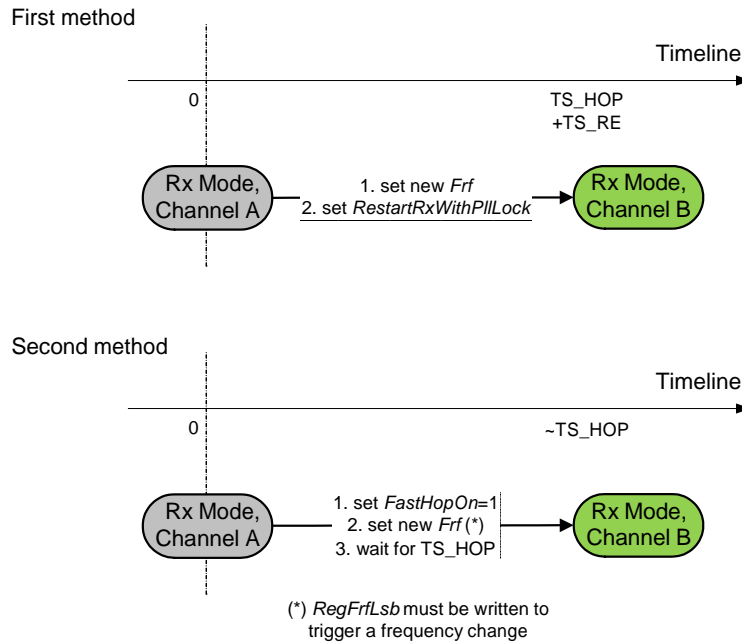 First method
Timeline
0
TS_HOP
+TS_RE
Rx Mode,
Channel A
1. set new Frf
2. set RestartRxWithPllLock
Rx Mode,
Channel B
Second method
Timeline
0
~TS_HOP
Rx Mode,
Channel A
1. set FastHopOn=1
2. set new Frf (*)
3. wait for TS_HOP
Rx Mode,
Channel B
(*) RegFrfLsb must be written to
trigger a frequency change